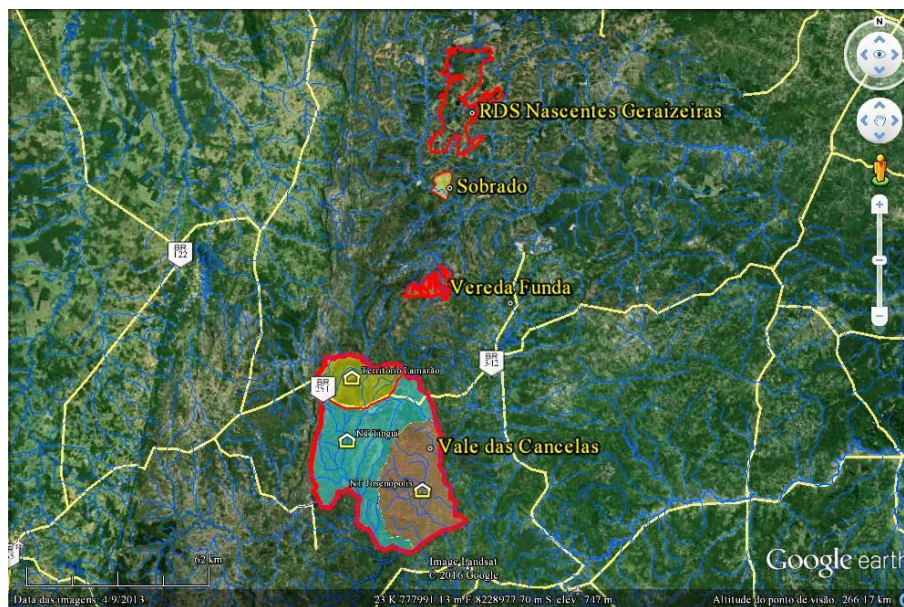 N
RDS Nascentes Geraizeiras
Sobrado
BR
122
Vereda Funda
BR
342
Território Lamarão
BR
251
NT Tingui
Vale das Cancelas
NT Josenopolis
62 km
Image Landsat
© 2016 Google
Google earth
Data das imagens: 4/9/2013
23 K 777991.13 m E 8228977.70 m S elev 747 m
Altitude do ponto de visão 266.17 km